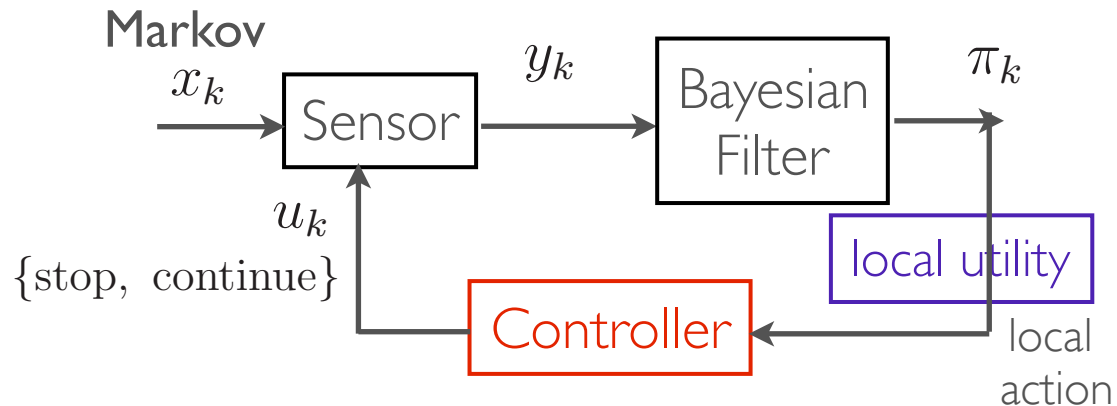 Markov
x_k
Sensor
y_k
Bayesian
Filter
π_k
u_k
{stop, continue}
Controller
local utility
local
action